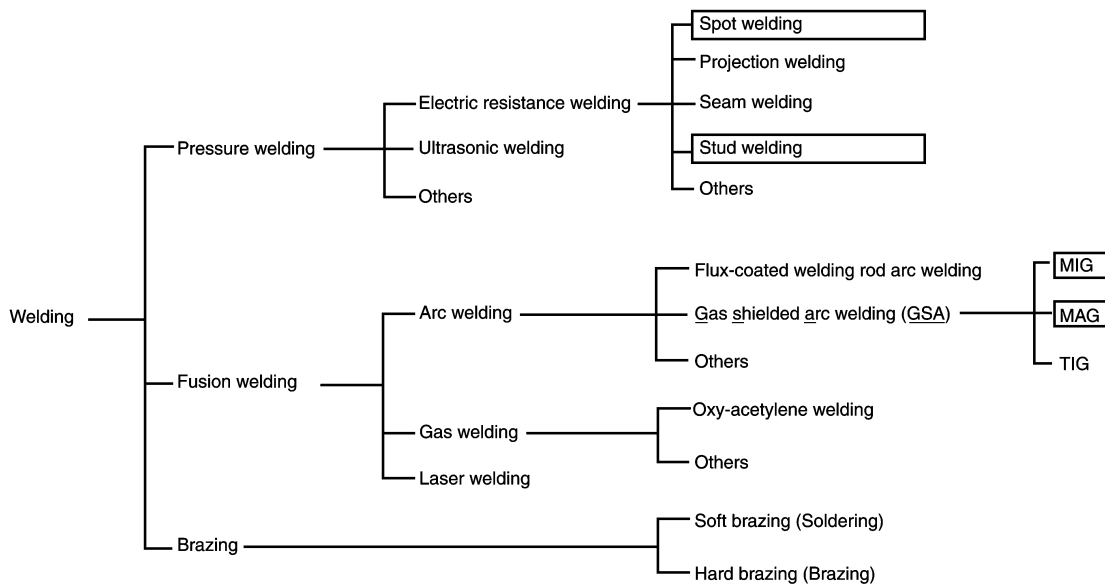 Spot welding
Projection welding
Electric resistance welding
Seam welding
Pressure welding
Ultrasonic welding
Stud welding
Others
Others
Flux-coated welding rod arc welding
MIG
Welding
Arc welding
Gas shielded arc welding (GSA)
MAG
Others
TIG
Fusion welding
Oxy-acetylene welding
Gas welding
Others
Laser welding
Soft brazing (Soldering)
Brazing
Hard brazing (Brazing)